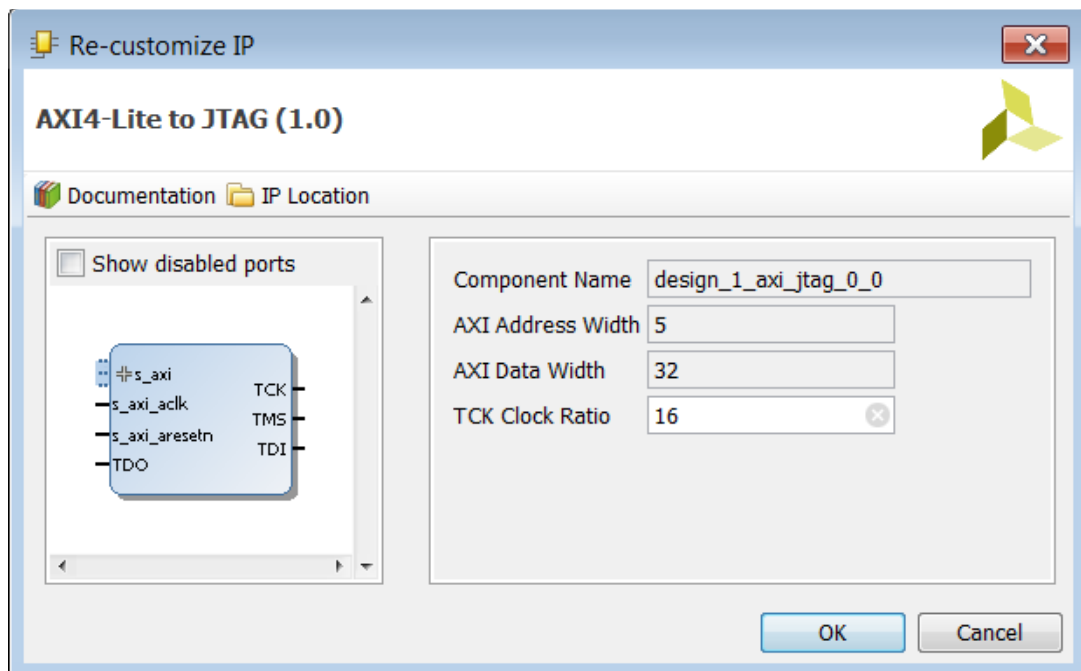 Re-customize IP
AXI4-Lite to JTAG (1.0)
Documentation IP Location
Show disabled ports
s_axi
s_axi_aclk
s_axi_aresetn
TDO
TCK
TMS
TDI
Component Name design_1_axi_jtag_0_0
AXI Address Width 5
AXI Data Width 32
TCK Clock Ratio 16
OK Cancel